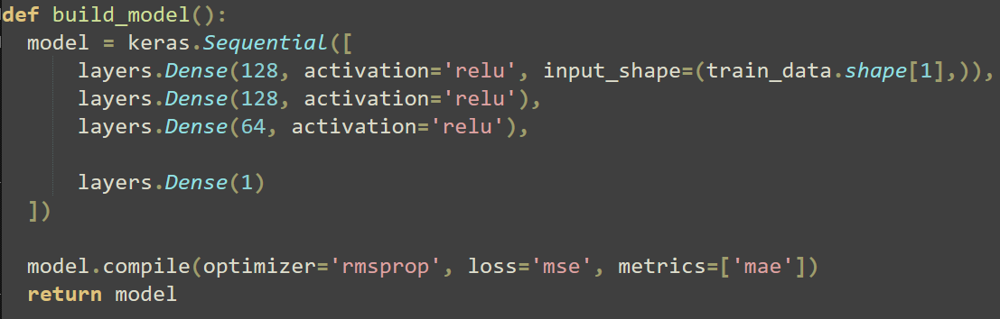 def build_model():
  model = keras.Sequential([
      layers.Dense(128, activation='relu', input_shape=(train_data.shape[1],)),
      layers.Dense(128, activation='relu'),
      layers.Dense(64, activation='relu'),

      layers.Dense(1)
  ])

  model.compile(optimizer='rmsprop', loss='mse', metrics=['mae'])
  return model